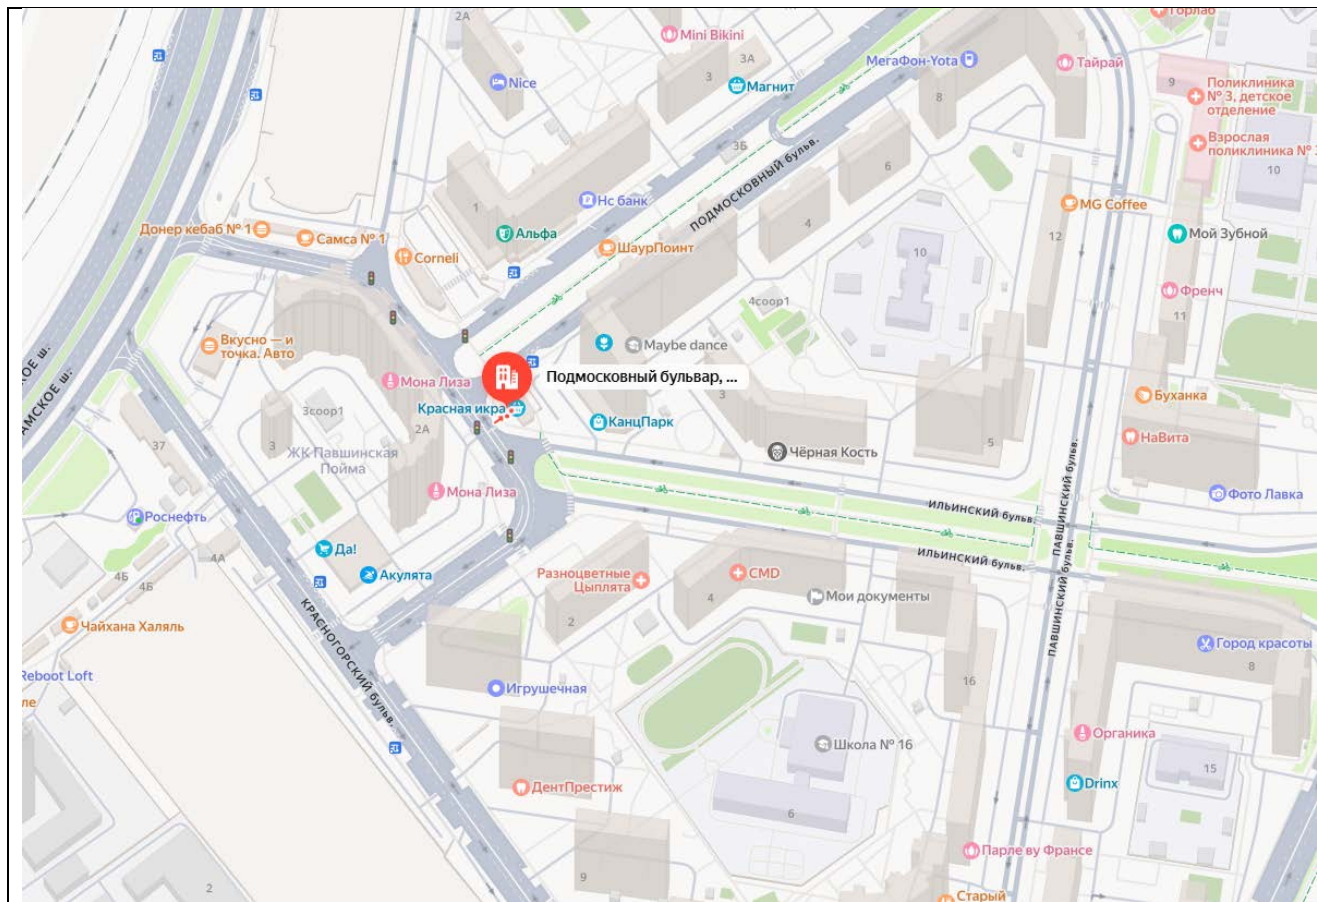 2А
Горлаб
Mini Bikini
3А
3
Магнит
МегаФон-Yota
Тайрай
Nice
8
9
Поликлиника
№ 3, детское
отделение
Взрослая
поликлиника № 3
3Б
ПОДМОСКОВНЫЙ бульв.
6
10
10
1
Нс банк
4
MG Coffee
Донер кебаб № 1
Самса № 1
Альфа
ШаурПоинт
12
Мой Зубной
Corneli
10
Френч
4соор1
11
Вкусно — и
точка. Авто
Maybe dance
СКОЕ ш.
АМСКОЕ ш.
Мона Лиза
Подмосковный бульвар, ...
3соор1
Красная икра
КанцПарк
3
Буханка
2А
37
3
ЖК Павшинская
Пойма
Чёрная Кость
5
НаВита
Мона Лиза
ИЛЬИНСКИЙ бульв.
ПАВШИНСКИЙ бульв.
Фото Лавка
Роснефть
Да!
ИЛЬИНСКИЙ бульв.
4А
4Б
4Б
Акулята
Разноцветные
Цыплята
CMD
4
Мои документы
ПАВШИНСКИЙ бульв.
Чайхана Халяль
КРАСНОГОРСКИЙ бульв.
2
Город красоты
8
Reboot Loft
Игрушечная
16
ле
Школа № 16
Органика
15
ДентПрестиж
Drinx
6
Парле ву Франсе
9
2
Старый